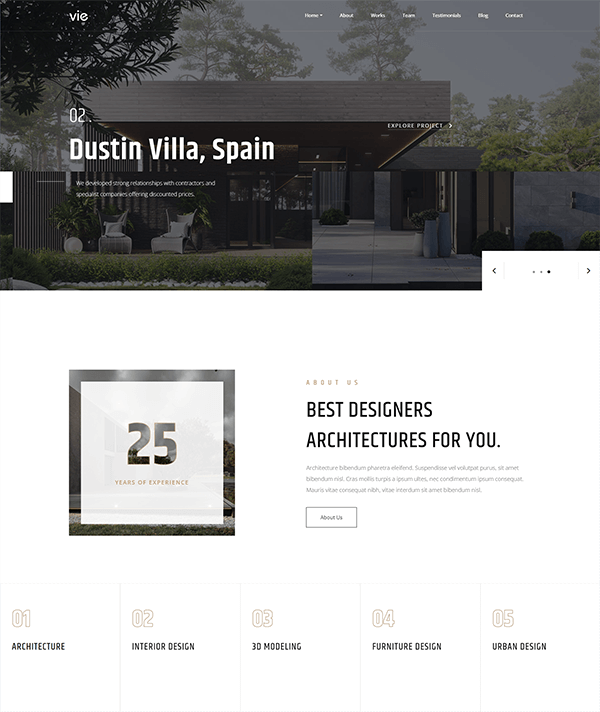 vie
Home About Works Team Testimonials Blog Contact
02.
EXPLORE PROJECT
Dustin Villa, Spain
We developed strong relationships with contractors and
specialist companies offering discounted prices.
25
YEARS OF EXPERIENCE
ABOUT US
BEST DESIGNERS
ARCHITECTURES FOR YOU.
Architecture bibendum pharetra eleifend. Suspendisse vel volutpat purus, sit amet
bibendum nisl. Cras mollis turpis a ipsum ultes, nec condimentum ipsum consequat.
Mauris vitae consequat nibh, vitae interdum sit amet bibendum nisl.
About Us
01
ARCHITECTURE
02
INTERIOR DESIGN
03
3D MODELING
04
FURNITURE DESIGN
05
URBAN DESIGN